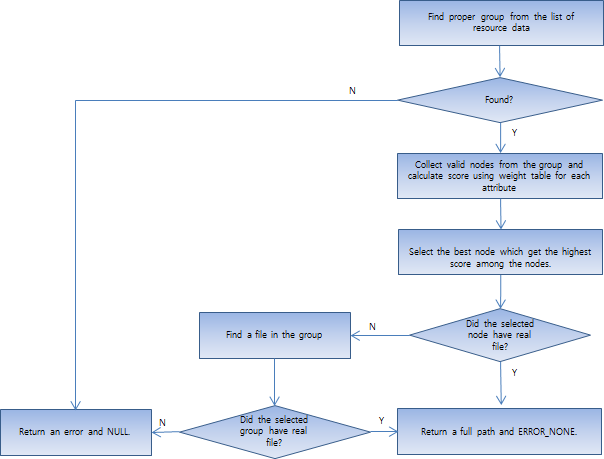 Find proper group from the list of
resource data
N
Found?
Y
Collect valid nodes from the group and
calculate score using weight table for each
attribute
Select the best node which get the highest
score among the nodes.
Did the selected
node have real
file?
N
Find a file in the group
Y
Did the selected
group have real
file?
N
Y
Return an error and NULL.
Return a full path and ERROR_NONE.